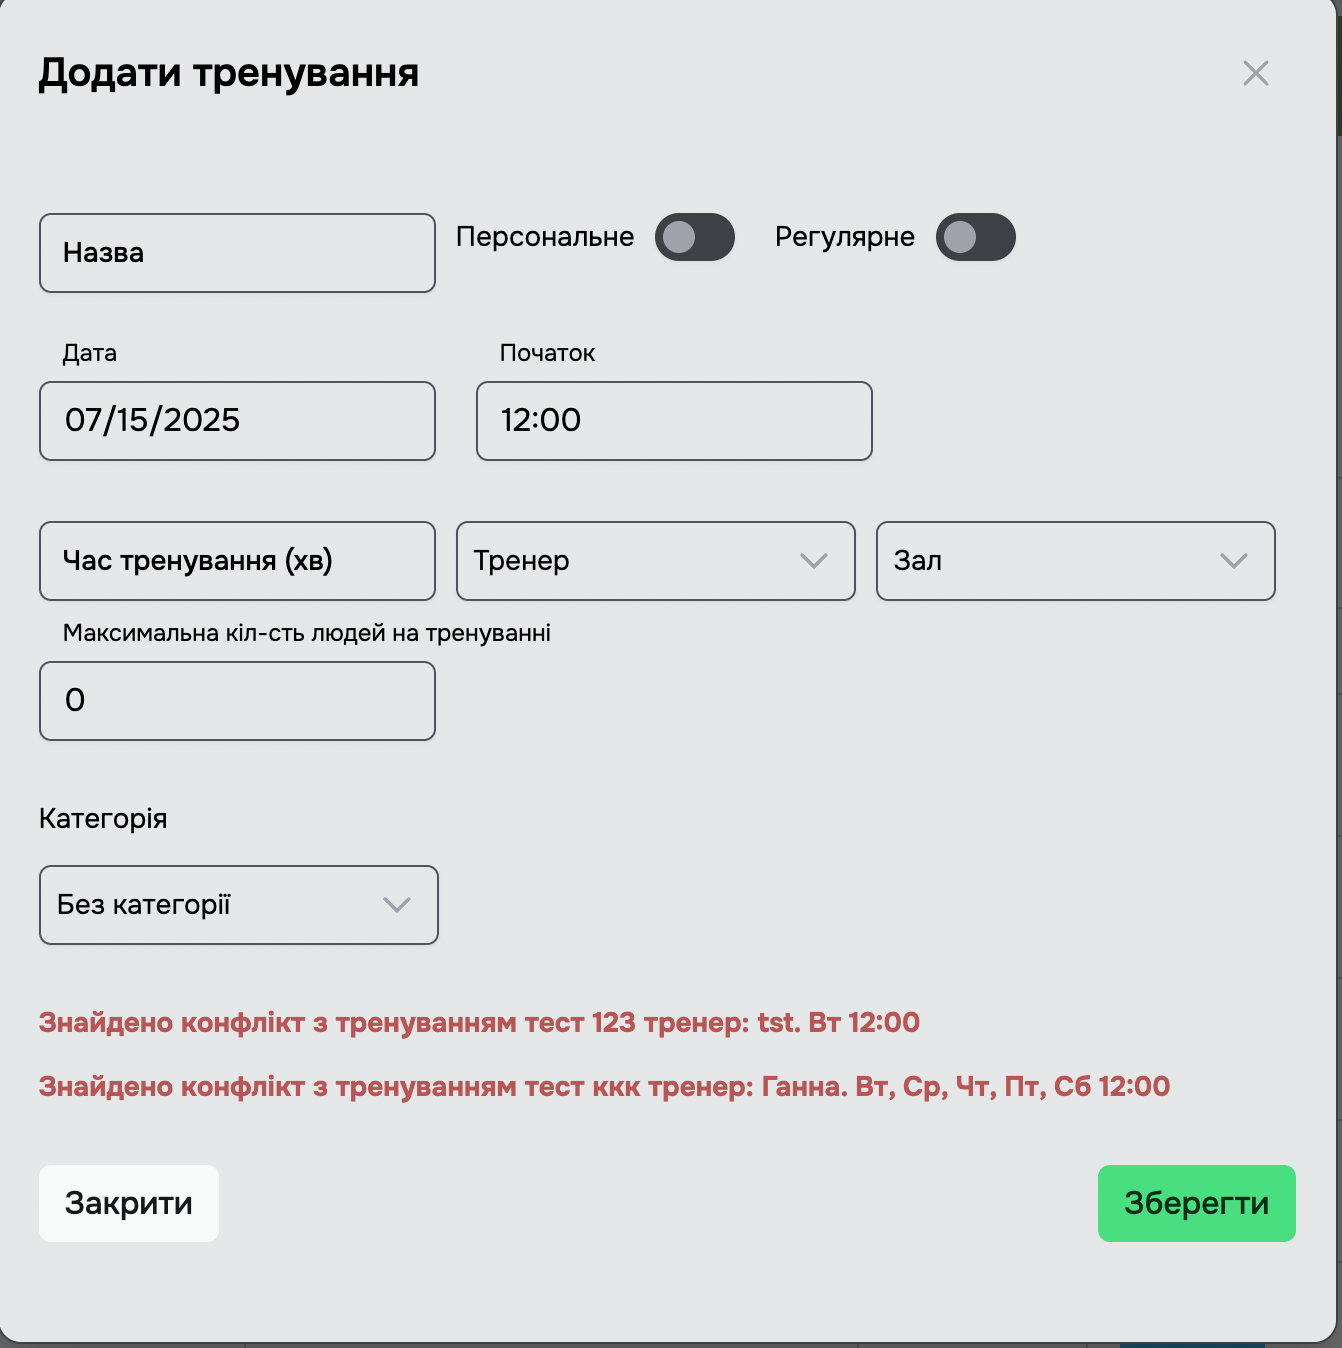 Додати тренування
Назва
Персональне
Регулярне
Дата
Початок
07/15/2025
12:00
Час тренування (хв)
Тренер
Зал
Максимальна кіл-сть людей на тренуванні
0
Категорія
Без категорії
Знайдено конфлікт з тренуванням тест 123 тренер: tst. Вт 12:00
Знайдено конфлікт з тренуванням тест ккк тренер: Ганна. Вт, Ср, Чт, Пт, Сб 12:00
Закрити
Зберегти